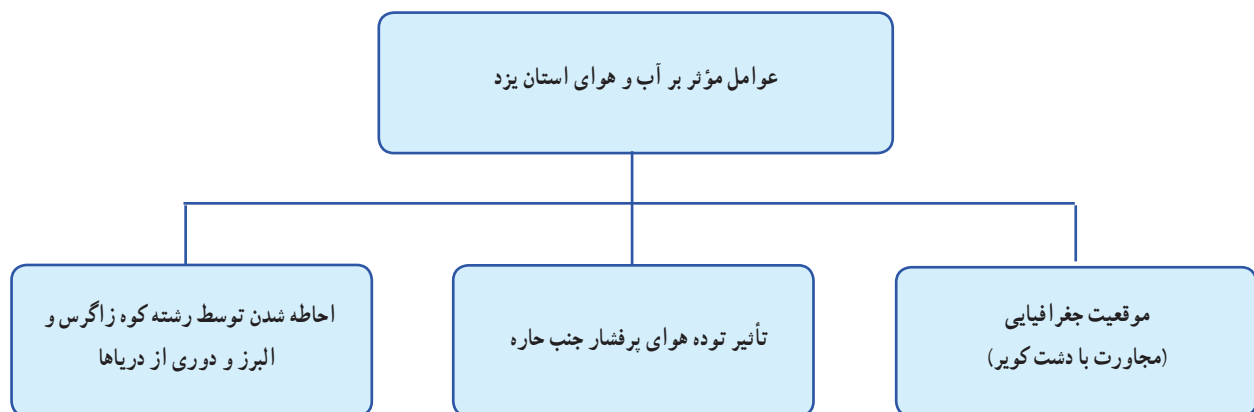 عوامل مؤثر بر آب و هوای استان یزد
موقعیت جغرافیایی
(مجاورت با دشت کویر)
تأثیر توده هوای پرفشار جنب حاره
احاطه شدن توسط رشته کوه زاگرس و
البرز و دوری از دریاها